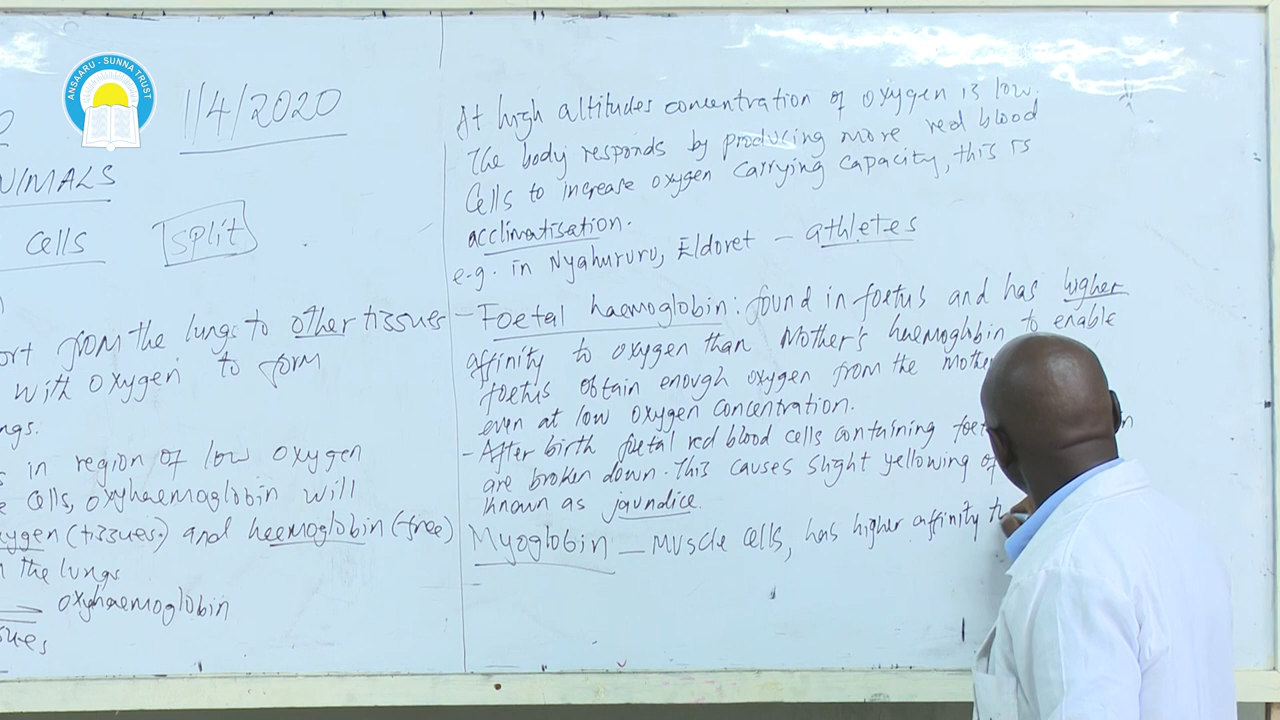 ANSAARU - SUNNA TRUST
1/4/2020
NIMALS
cells
split
ort from the lungs to other tissues
with oxygen to form
ngs.
s in region of low oxygen
e cells, oxyhaemoglobin will
xygen (tissues) and haemoglobin (free)
n the lungs
oxyhaemoglobin
sues
At high altitudes concentration of oxygen is low.
The body responds by producing more red blood
Cells to increase oxygen carrying capacity, this is
acclimatisation.
e.g. in Nyahururu, Eldoret - athletes
- Foetal haemoglobin: found in foetus and has higher
affinity to oxygen than Mother's haemoglobin to enable
foetus obtain enough oxygen from the mothe
even at low oxygen concentration.
- After birth foetal red blood cells containing foet
are broken down. This causes slight yellowing of
known as jaundice.
Myoglobin - Muscle cells, has higher affinity th